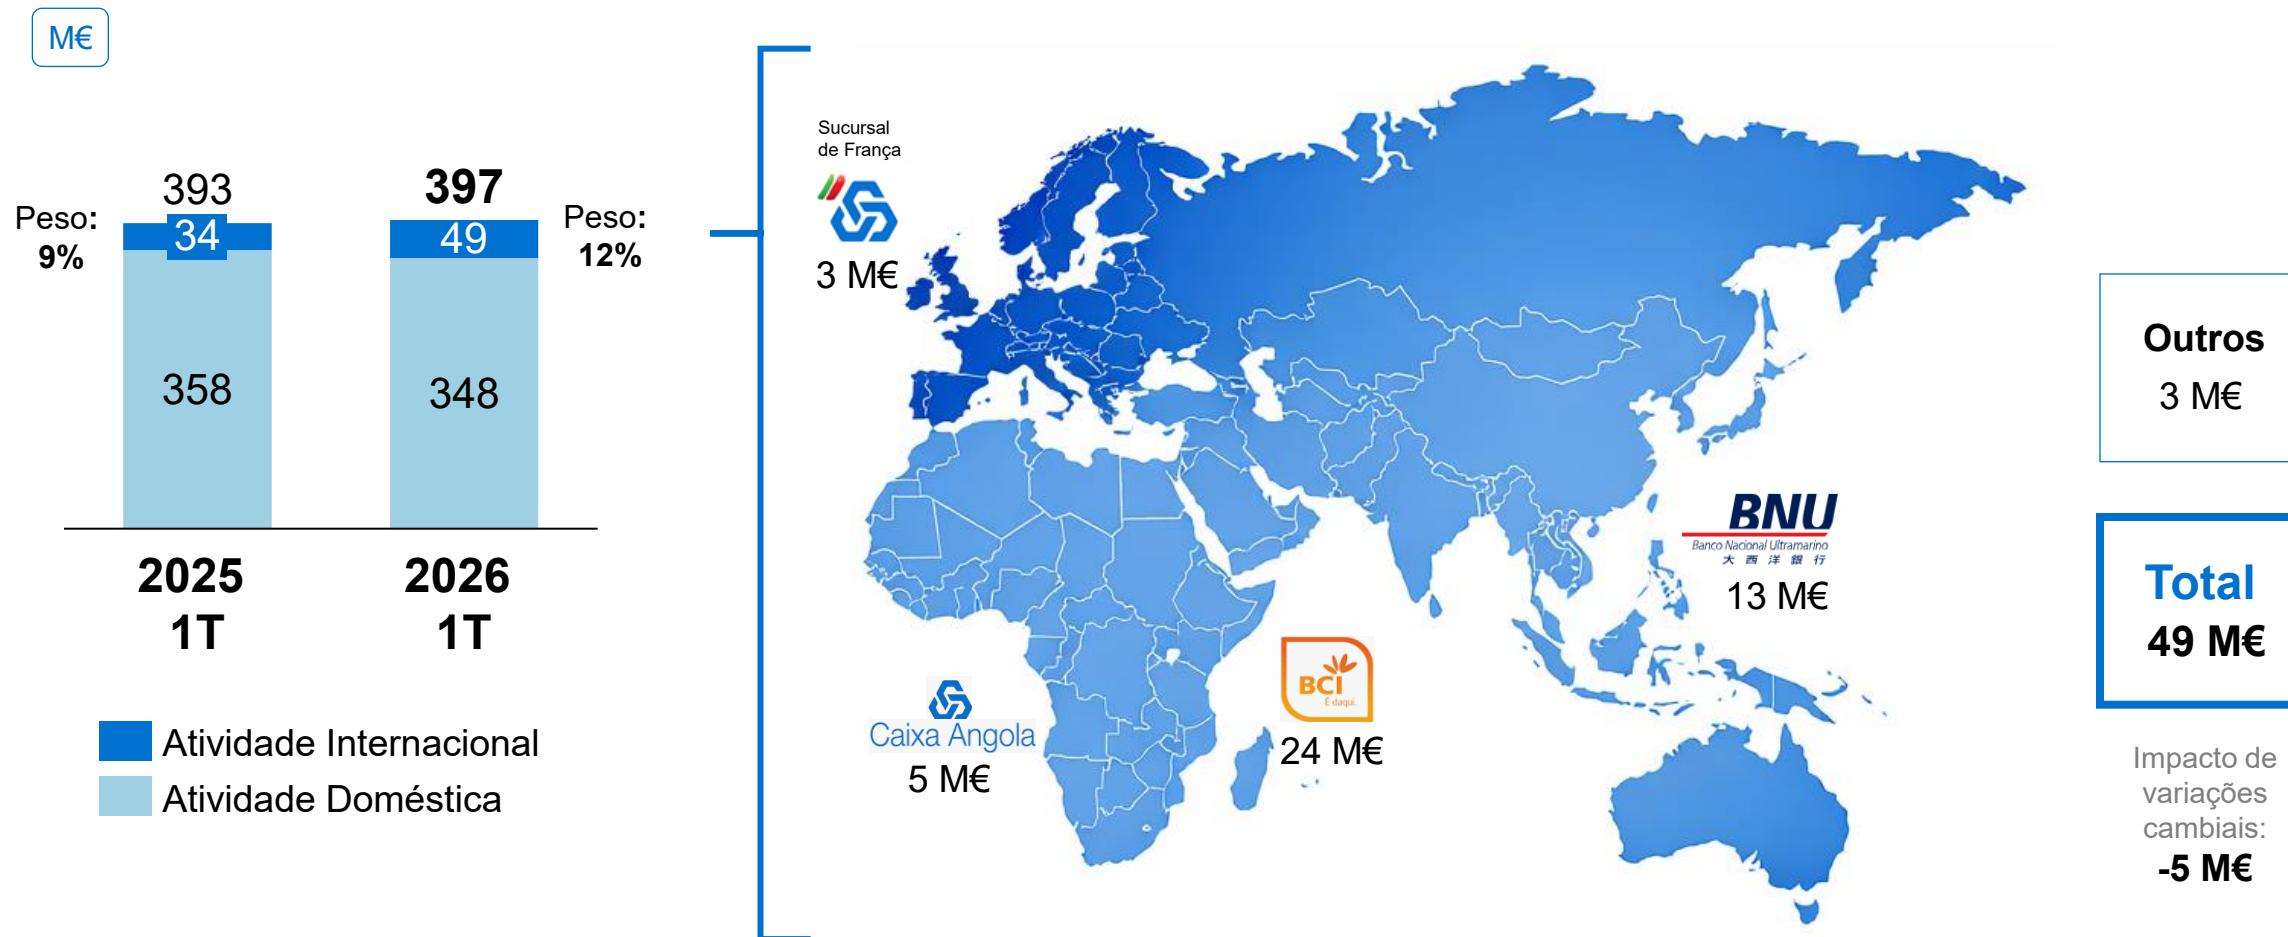 M€
393
397
Peso:
9%
34
49
Peso:
12%
358
348
2025
1T
2026
1T
Atividade Internacional
Atividade Doméstica
Sucursal
de França
3 M€
BNU
Banco Nacional Ultramarino
大西洋銀行
13 M€
BCI
É daqui.
24 M€
Caixa Angola
5 M€
Outros
3 M€
Total
49 M€
Impacto de
variações
cambiais:
-5 M€